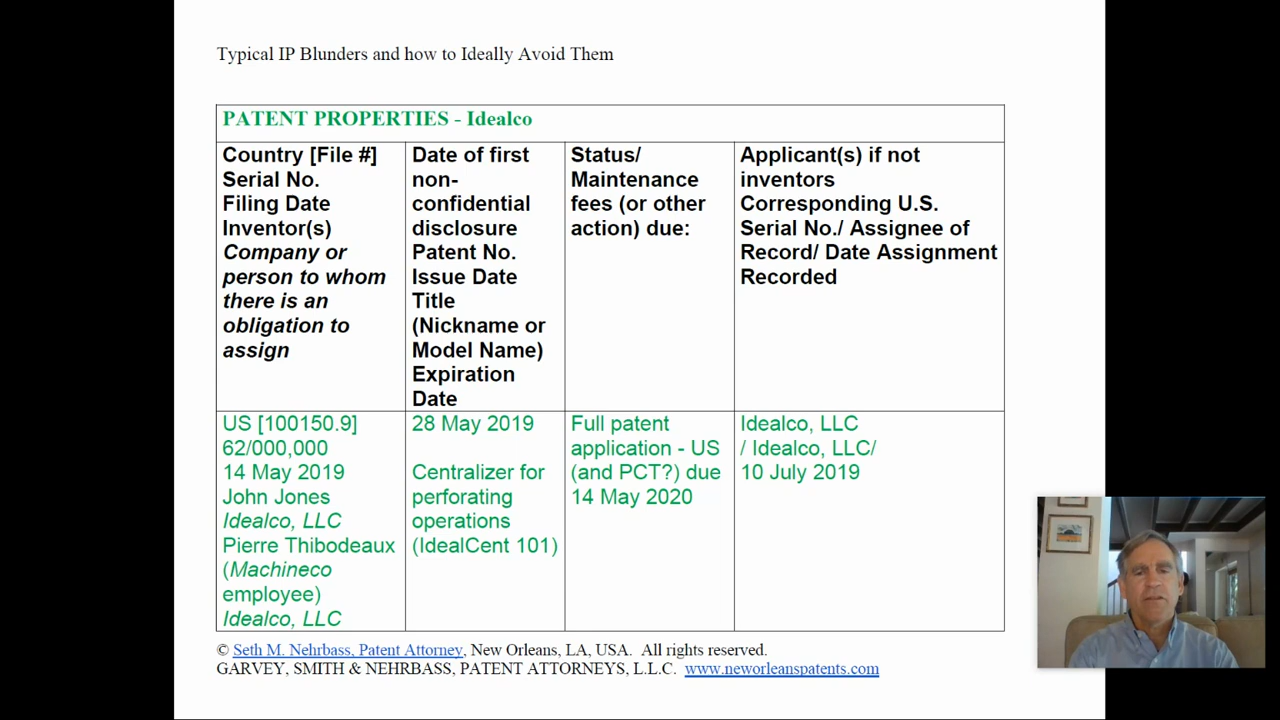 Typical IP Blunders and how to Ideally Avoid Them
PATENT PROPERTIES - Idealco
Country [File #]
Serial No.
Filing Date
Inventor(s)
Company or
person to whom
there is an
obligation to
assign
Date of first
non-
confidential
disclosure
Patent No.
Issue Date
Title
(Nickname or
Model Name)
Expiration
Date
Status/
Maintenance
fees (or other
action) due:
Applicant(s) if not
inventors
Corresponding U.S.
Serial No./ Assignee of
Record/ Date Assignment
Recorded
US [100150.9]
62/000,000
14 May 2019
John Jones
Idealco, LLC
Pierre Thibodeaux
(Machineco
employee)
Idealco, LLC
28 May 2019
Centralizer for
perforating
operations
(IdealCent 101)
Full patent
application - US
(and PCT?) due
14 May 2020
Idealco, LLC
/ Idealco, LLC/
10 July 2019
© Seth M. Nehrbass, Patent Attorney, New Orleans, LA, USA.  All rights reserved.
GARVEY, SMITH & NEHRBASS, PATENT ATTORNEYS, L.L.C.  www.neworleanspatents.com